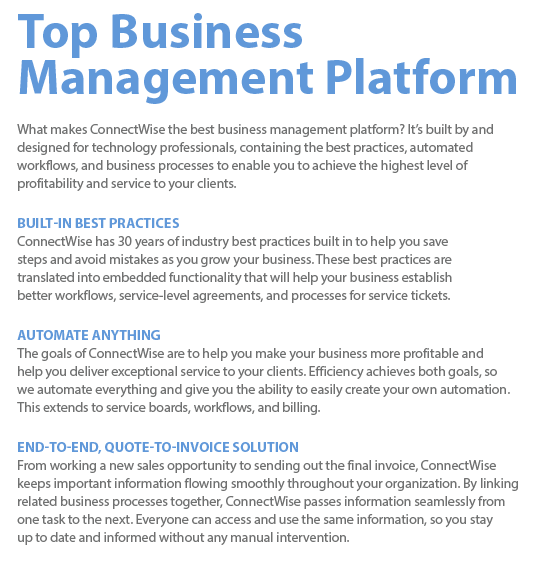 Top Business
Management Platform
What makes ConnectWise the best business management platform? It's built by and
designed for technology professionals, containing the best practices, automated
workflows, and business processes to enable you to achieve the highest level of
profitability and service to your clients.
BUILT-IN BEST PRACTICES
ConnectWise has 30 years of industry best practices built in to help you save
steps and avoid mistakes as you grow your business. These best practices are
translated into embedded functionality that will help your business establish
better workflows, service-level agreements, and processes for service tickets.
AUTOMATE ANYTHING
The goals of ConnectWise are to help you make your business more profitable and
help you deliver exceptional service to your clients. Efficiency achieves both goals, so
we automate everything and give you the ability to easily create your own automation.
This extends to service boards, workflows, and billing.
END-TO-END, QUOTE-TO-INVOICE SOLUTION
From working a new sales opportunity to sending out the final invoice, ConnectWise
keeps important information flowing smoothly throughout your organization. By linking
related business processes together, ConnectWise passes information seamlessly from
one task to the next. Everyone can access and use the same information, so you stay
up to date and informed without any manual intervention.